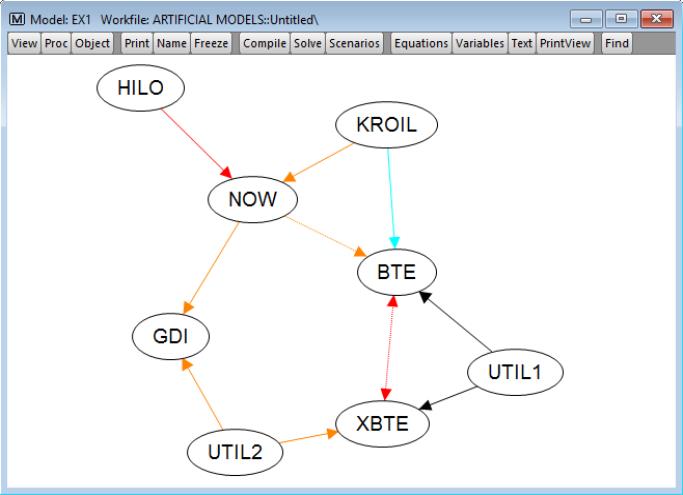 Model: EX1 Workfile: ARTIFICIAL MODELS::Untitled\
View Proc Object Print Name Freeze Compile Solve Scenarios Equations Variables Text PrintView Find
HILO
KROIL
NOW
BTE
GDI
UTIL1
XBTE
UTIL2